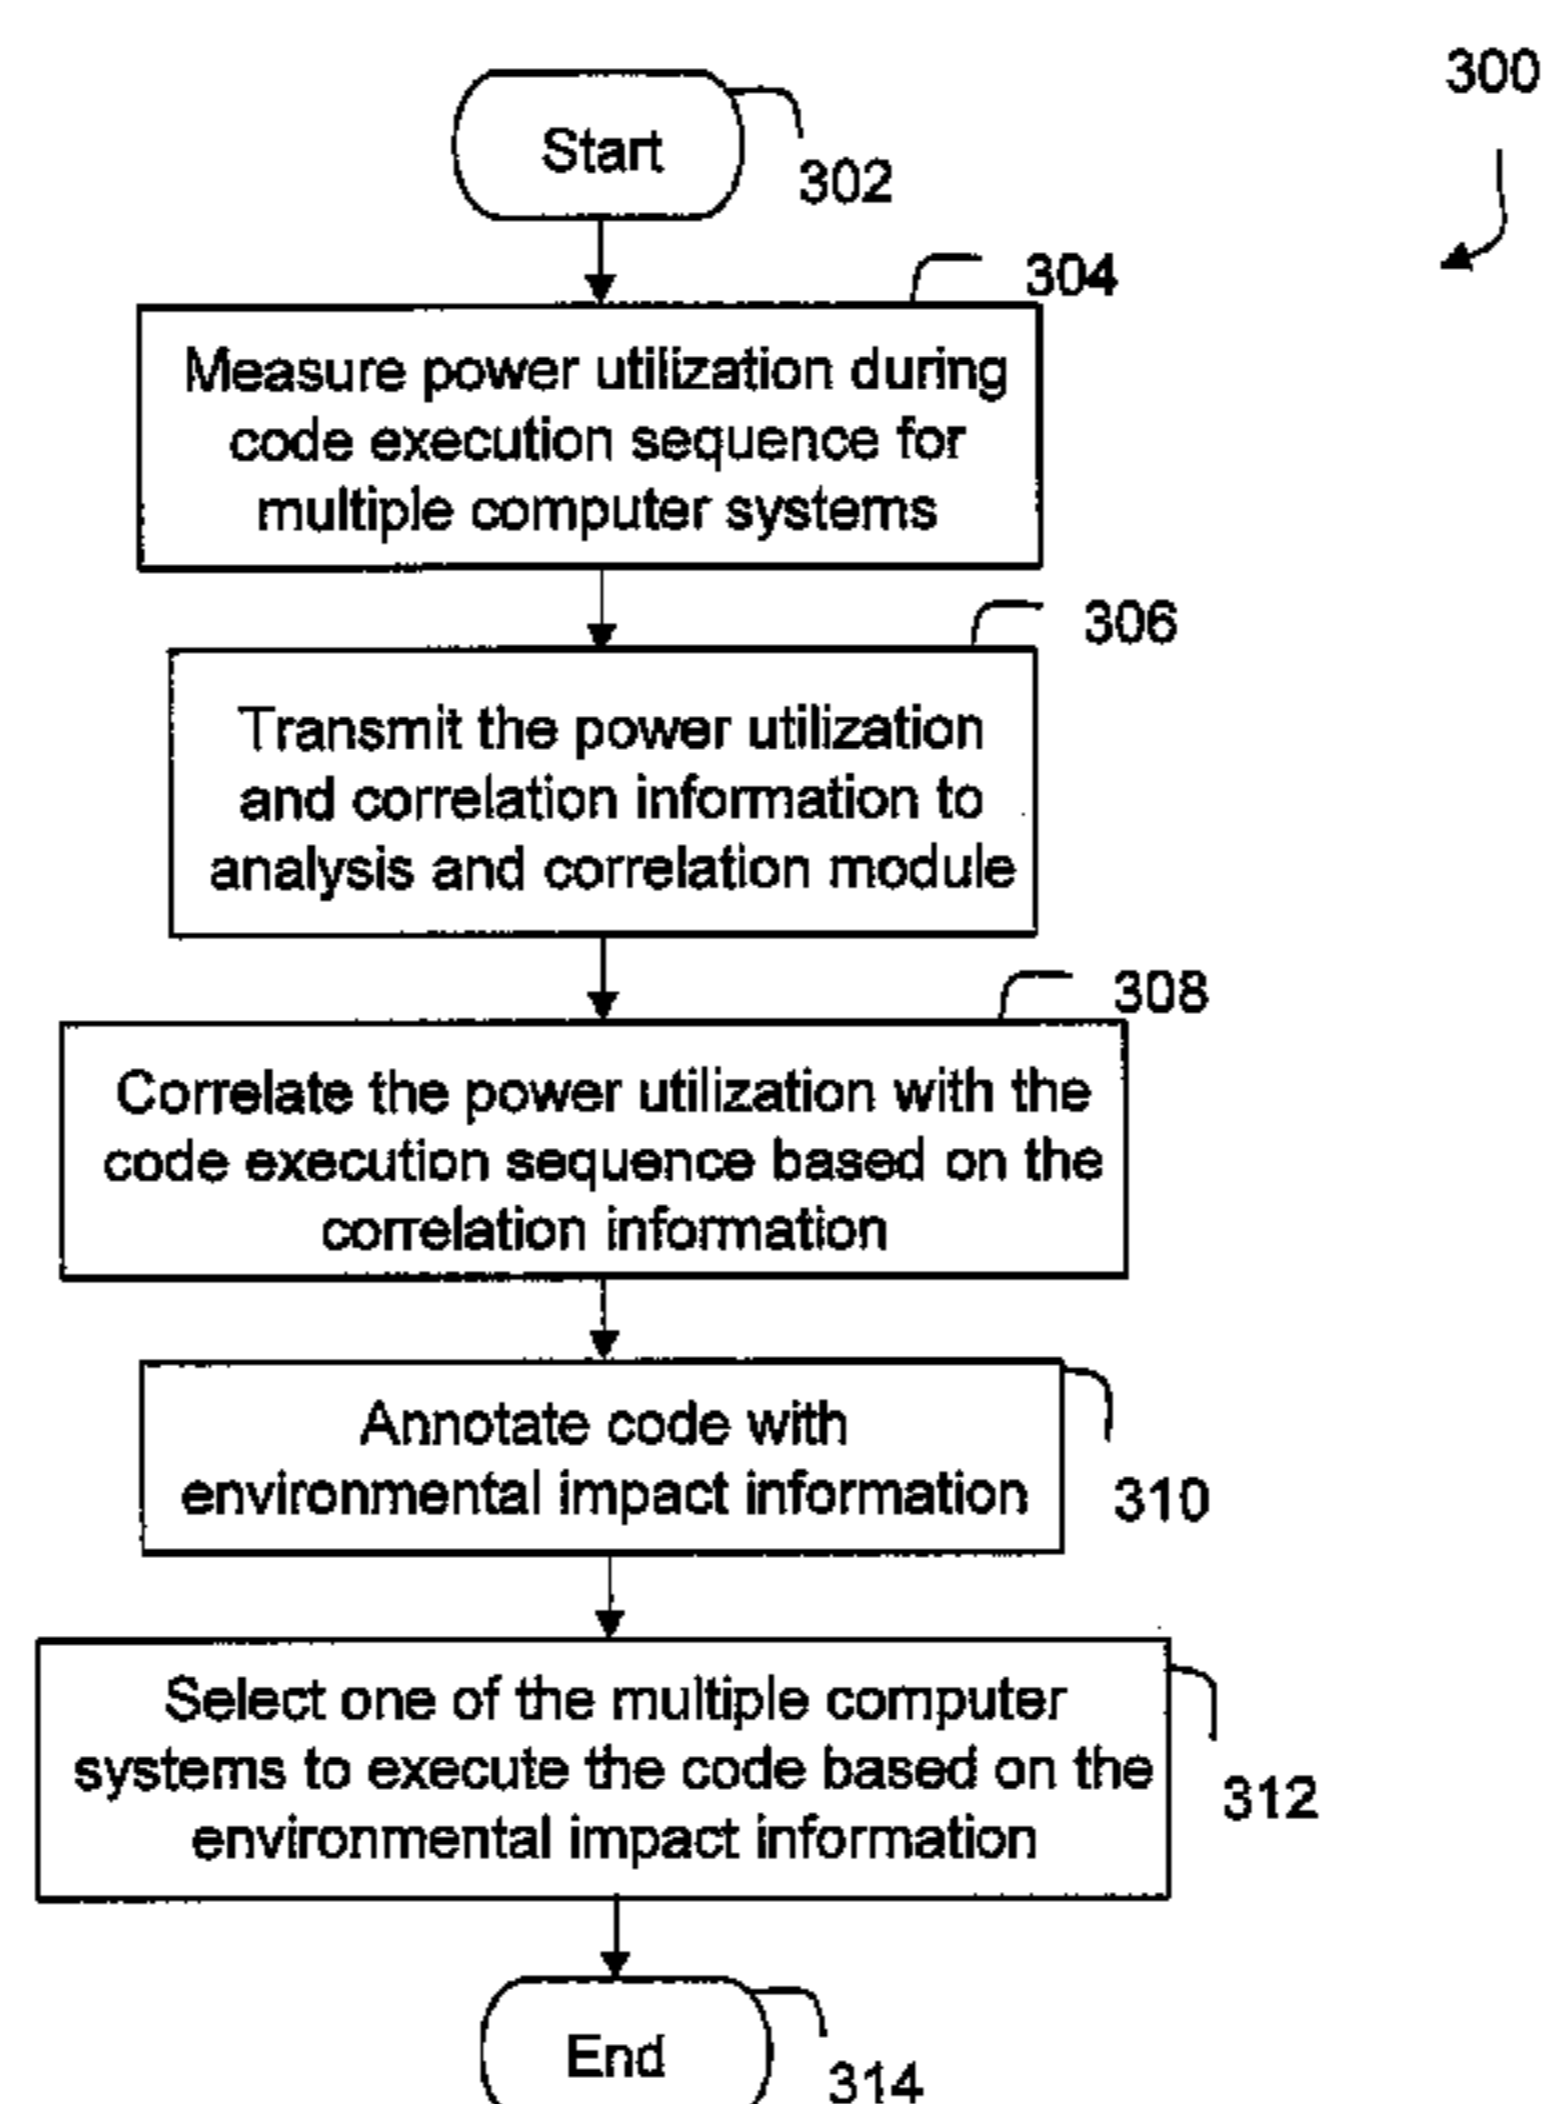 300
Start
302
304
Measure power utilization during
code execution sequence for
multiple computer systems
306
Transmit the power utilization
and correlation information to
analysis and correlation module
308
Correlate the power utilization with the
code execution sequence based on the
correlation information
Annotate code with
environmental impact information
310
Select one of the multiple computer
systems to execute the code based on the
environmental impact information
312
End
314